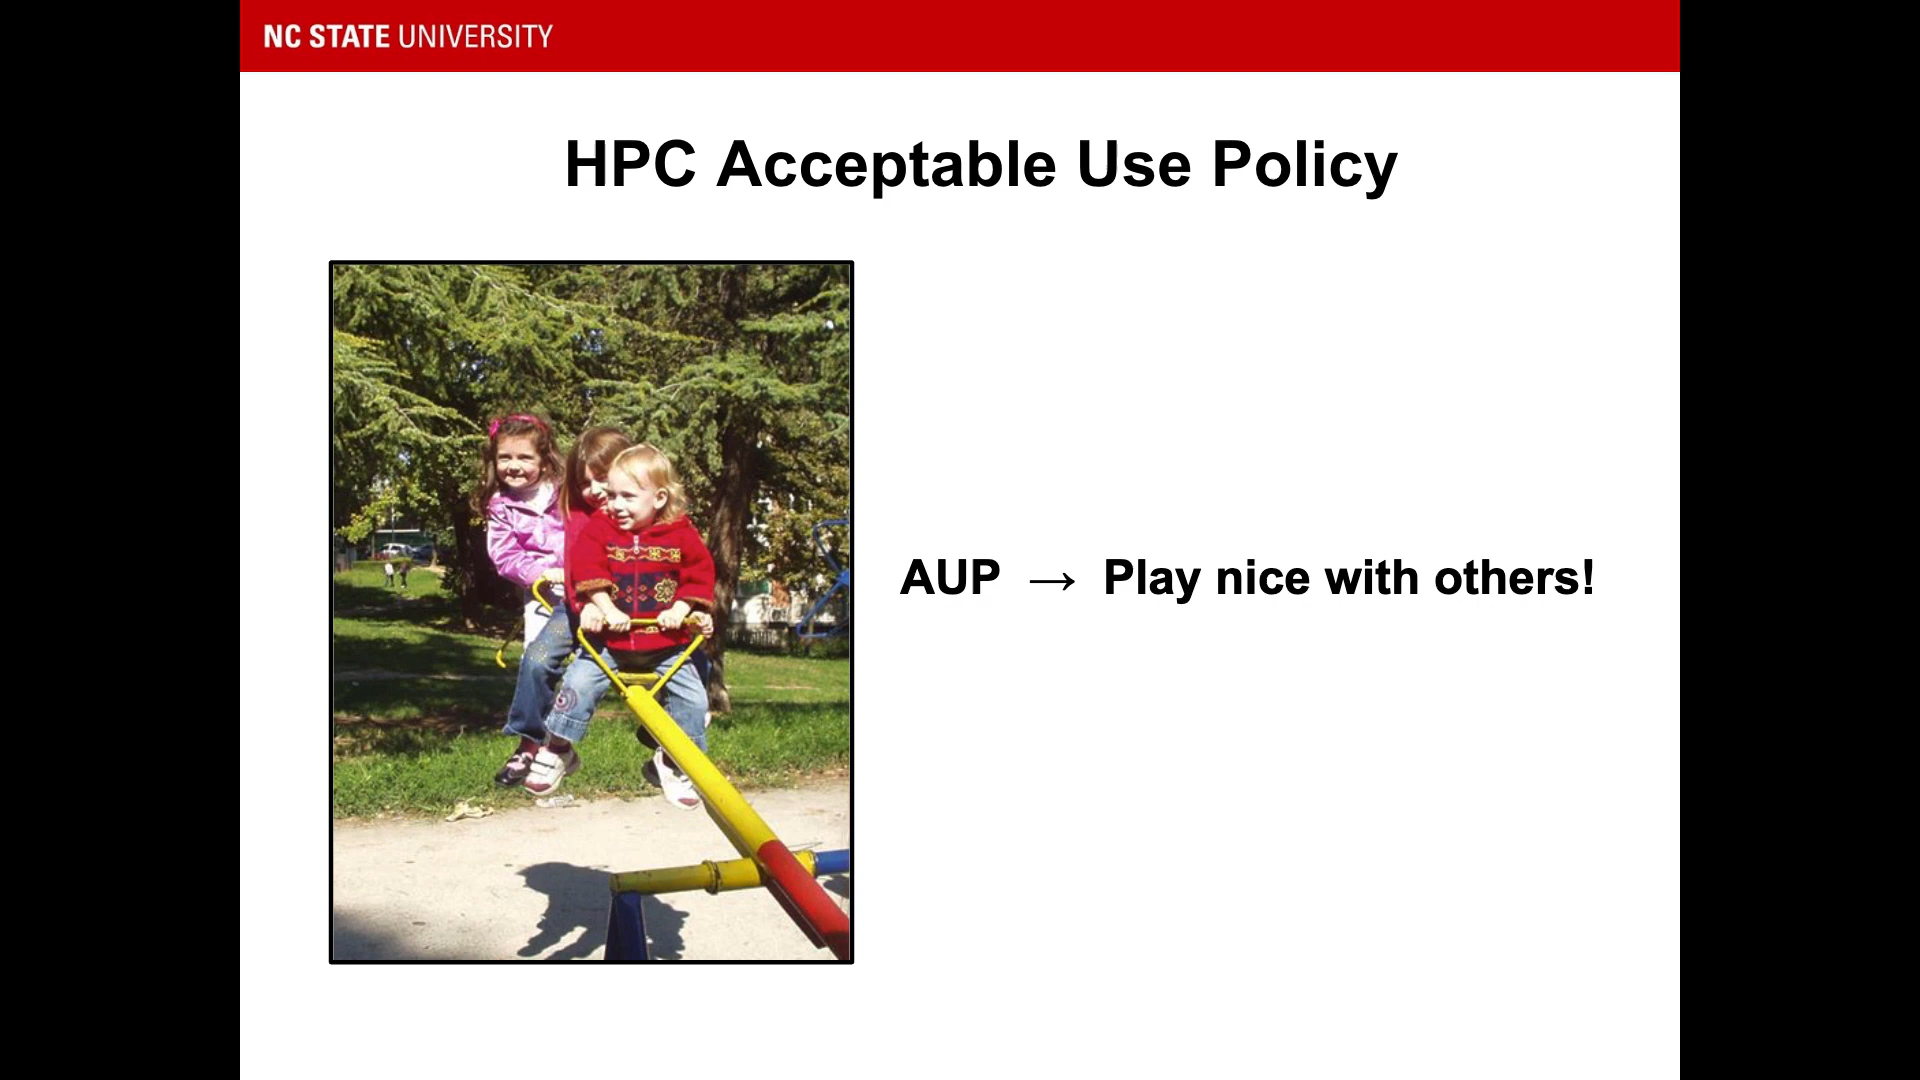 NC STATE UNIVERSITY
HPC Acceptable Use Policy
AUP → Play nice with others!